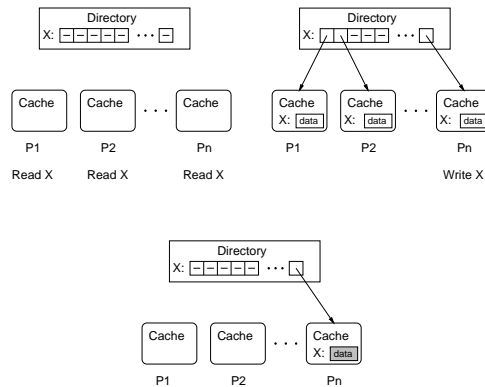 Directory
X: – – – – – ··· –
Cache Cache ··· Cache
P1 P2 Pn
Read X Read X Read X
Directory
X: – – – ···
Cache Cache ··· Cache
X: data X: data X: data
P1 P2 Pn
Write X
Directory
X: – – – – – ···
Cache Cache ··· Cache
X: data
P1 P2 Pn